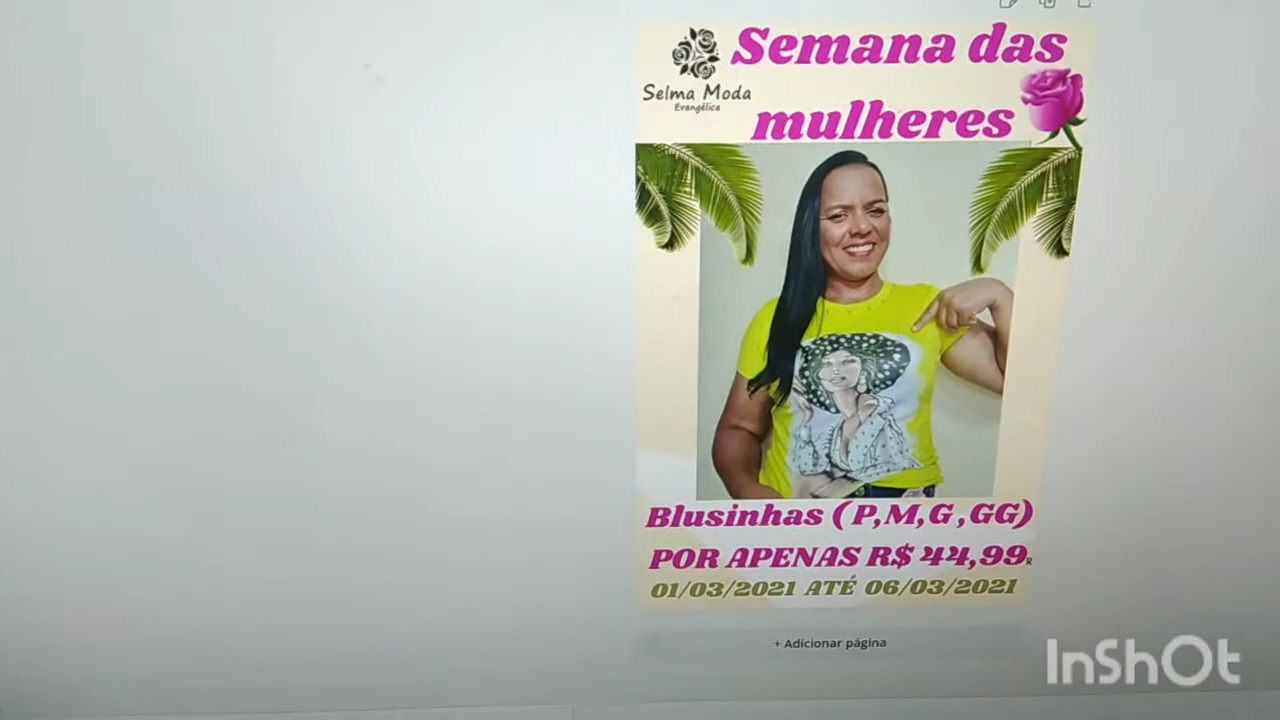 Semana das
mulheres
Selma Moda
Evangélica
Blusinhas (P,M,G,GG)
POR APENAS R$ 44,99
R
01/03/2021 ATÉ 06/03/2021
+ Adicionar página
InShOt